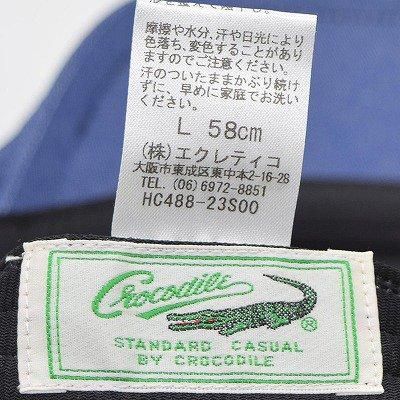 摩擦や水分、汗や日光により
色落ち、変色することがあり
ますのでご注意ください。
汗のついたままかぶり続け
ずに、早めに家庭でお洗い
L 58cm
(株)エクレティコ
大阪市東成区東中本2-16-28
TEL. (06) 6972-8851
HC488-23S00
Crocodile
®
STANDARD CASUAL
BY CROCODILE